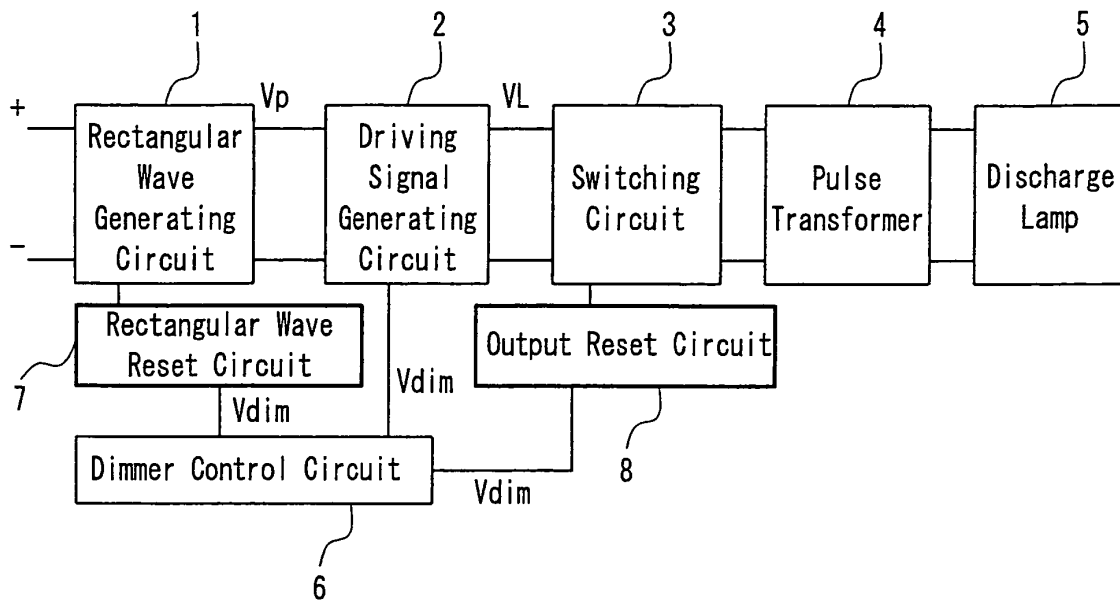 1
2
3
4
5
+
Vp
VL
Rectangular
Wave
Generating
Circuit
Driving
Signal
Generating
Circuit
Switching
Circuit
Pulse
Transformer
Discharge
Lamp
-
Rectangular Wave
Reset Circuit
Output Reset Circuit
7
Vdim
Vdim
8
Dimmer Control Circuit
Vdim
6